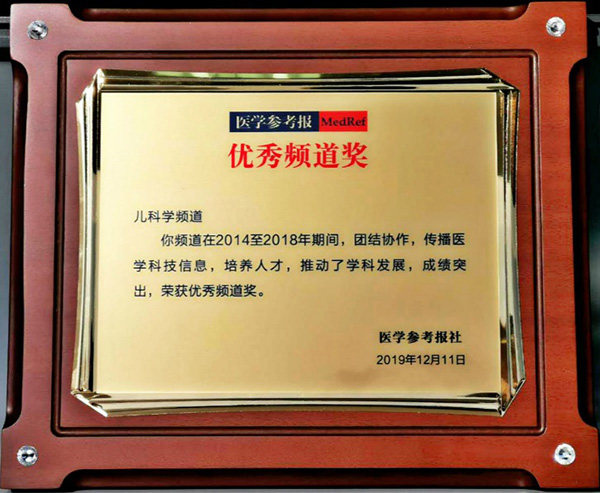 医学参考报 MedRef
优秀频道奖
儿科学频道
你频道在2014至2018年期间，团结协作，传播医
学科技信息，培养人才，推动了学科发展，成绩突
出，荣获优秀频道奖。
医学参考报社
2019年12月11日